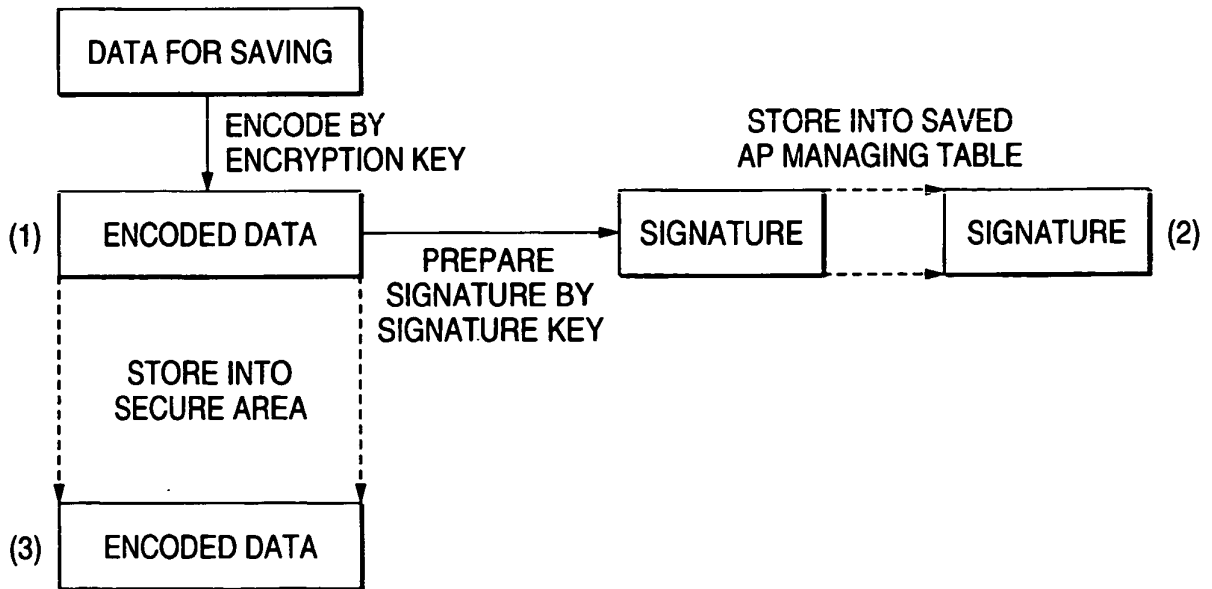 DATA FOR SAVING
ENCODE BY
ENCRYPTION KEY
STORE INTO SAVED
AP MANAGING TABLE
(1)
ENCODED DATA
SIGNATURE
SIGNATURE
(2)
PREPARE
SIGNATURE BY
SIGNATURE KEY
STORE INTO
SECURE AREA
(3)
ENCODED DATA